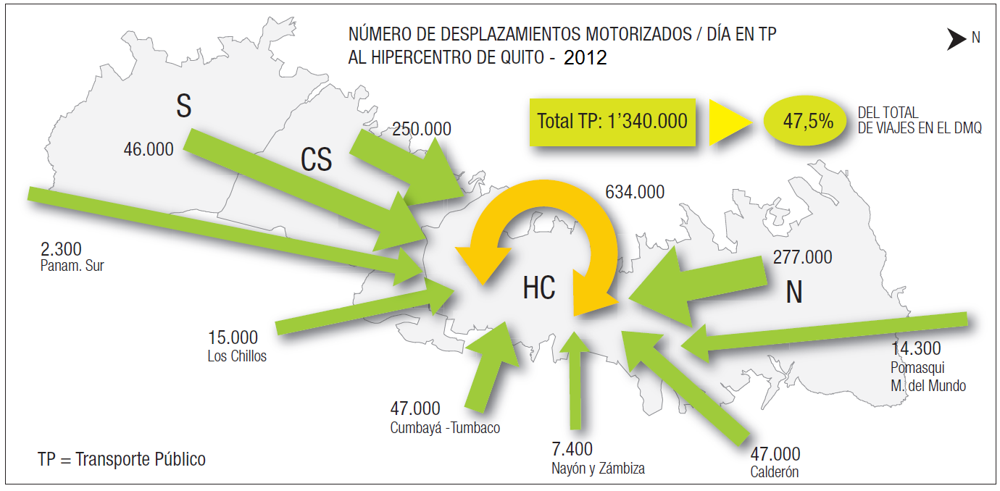 NÚMERO DE DESPLAZAMIENTOS MOTORIZADOS / DÍA EN TP
AL HIPERCENTRO DE QUITO - 2012
N
Total TP: 1’340.000
47,5%
DEL TOTAL
DE VIAJES EN EL DMQ
S
46.000
CS
250.000
634.000
2.300
Panam. Sur
HC
277.000
N
15.000
Los Chillos
14.300
Pomasqui
M. del Mundo
47.000
Cumbayá -Tumbaco
7.400
Nayón y Zámbiza
47.000
Calderón
TP = Transporte Público